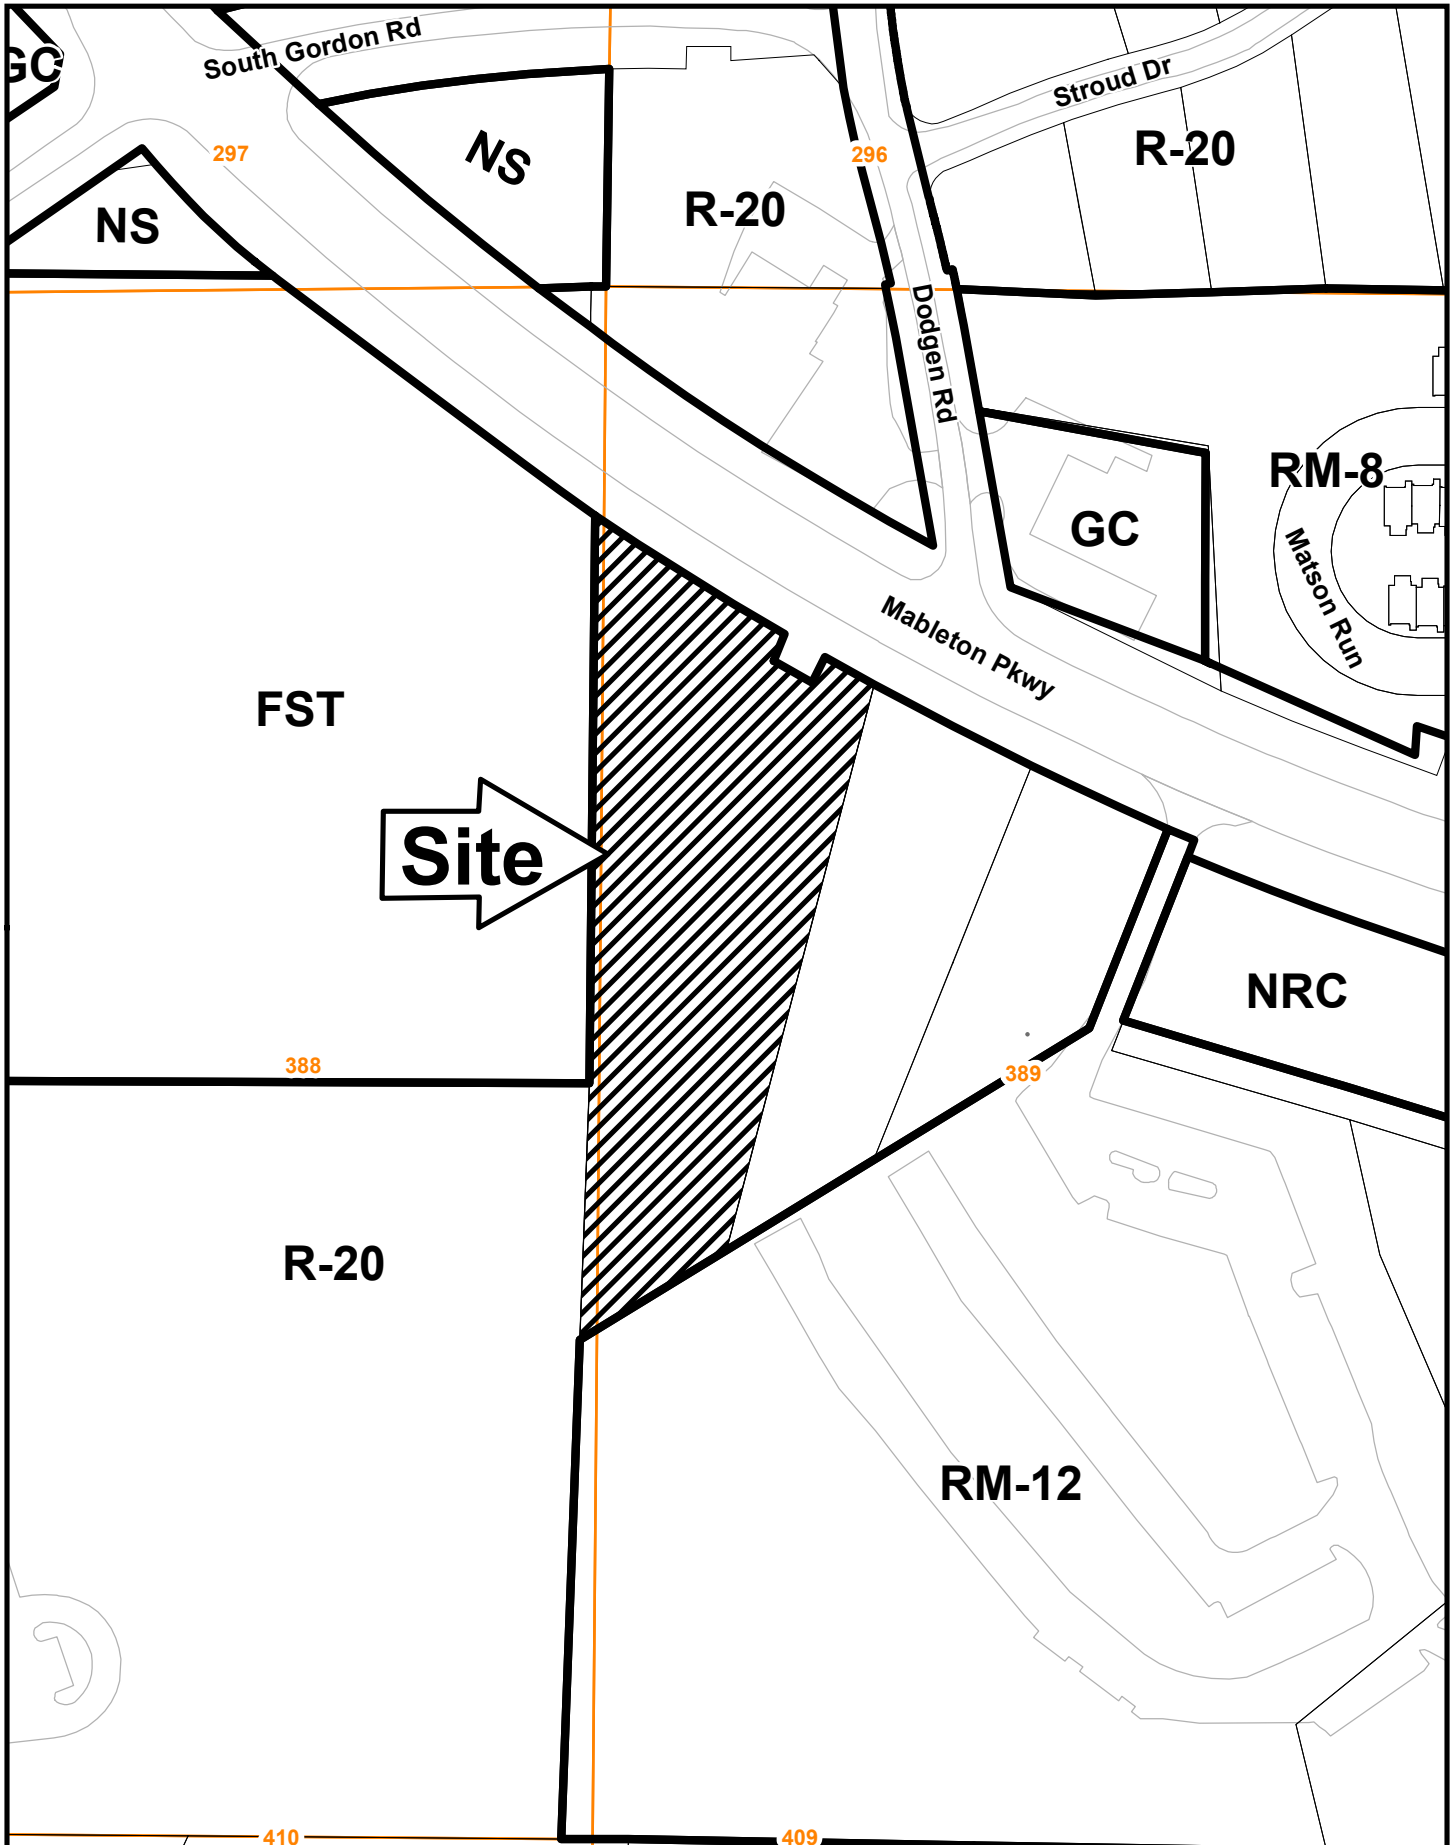 South Gordon Rd
GC
Stroud Dr
297
NS
296
R-20
R-20
NS
Dodgen Rd
RM-8
GC
Matson Run
Mableton Pkwy
FST
Site
NRC
388
389
R-20
RM-12
410
409